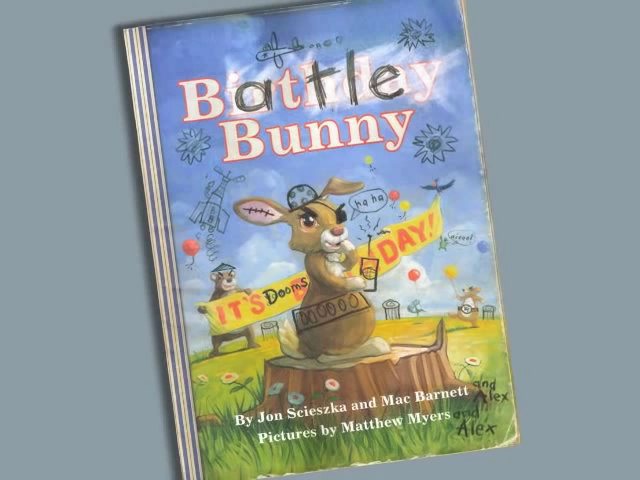 Battle
Bunny
ha ha
IT'S Dooms DAY!
By Jon Scieszka and Mac Barnett
and Alex
Pictures by Matthew Myers
and Alex